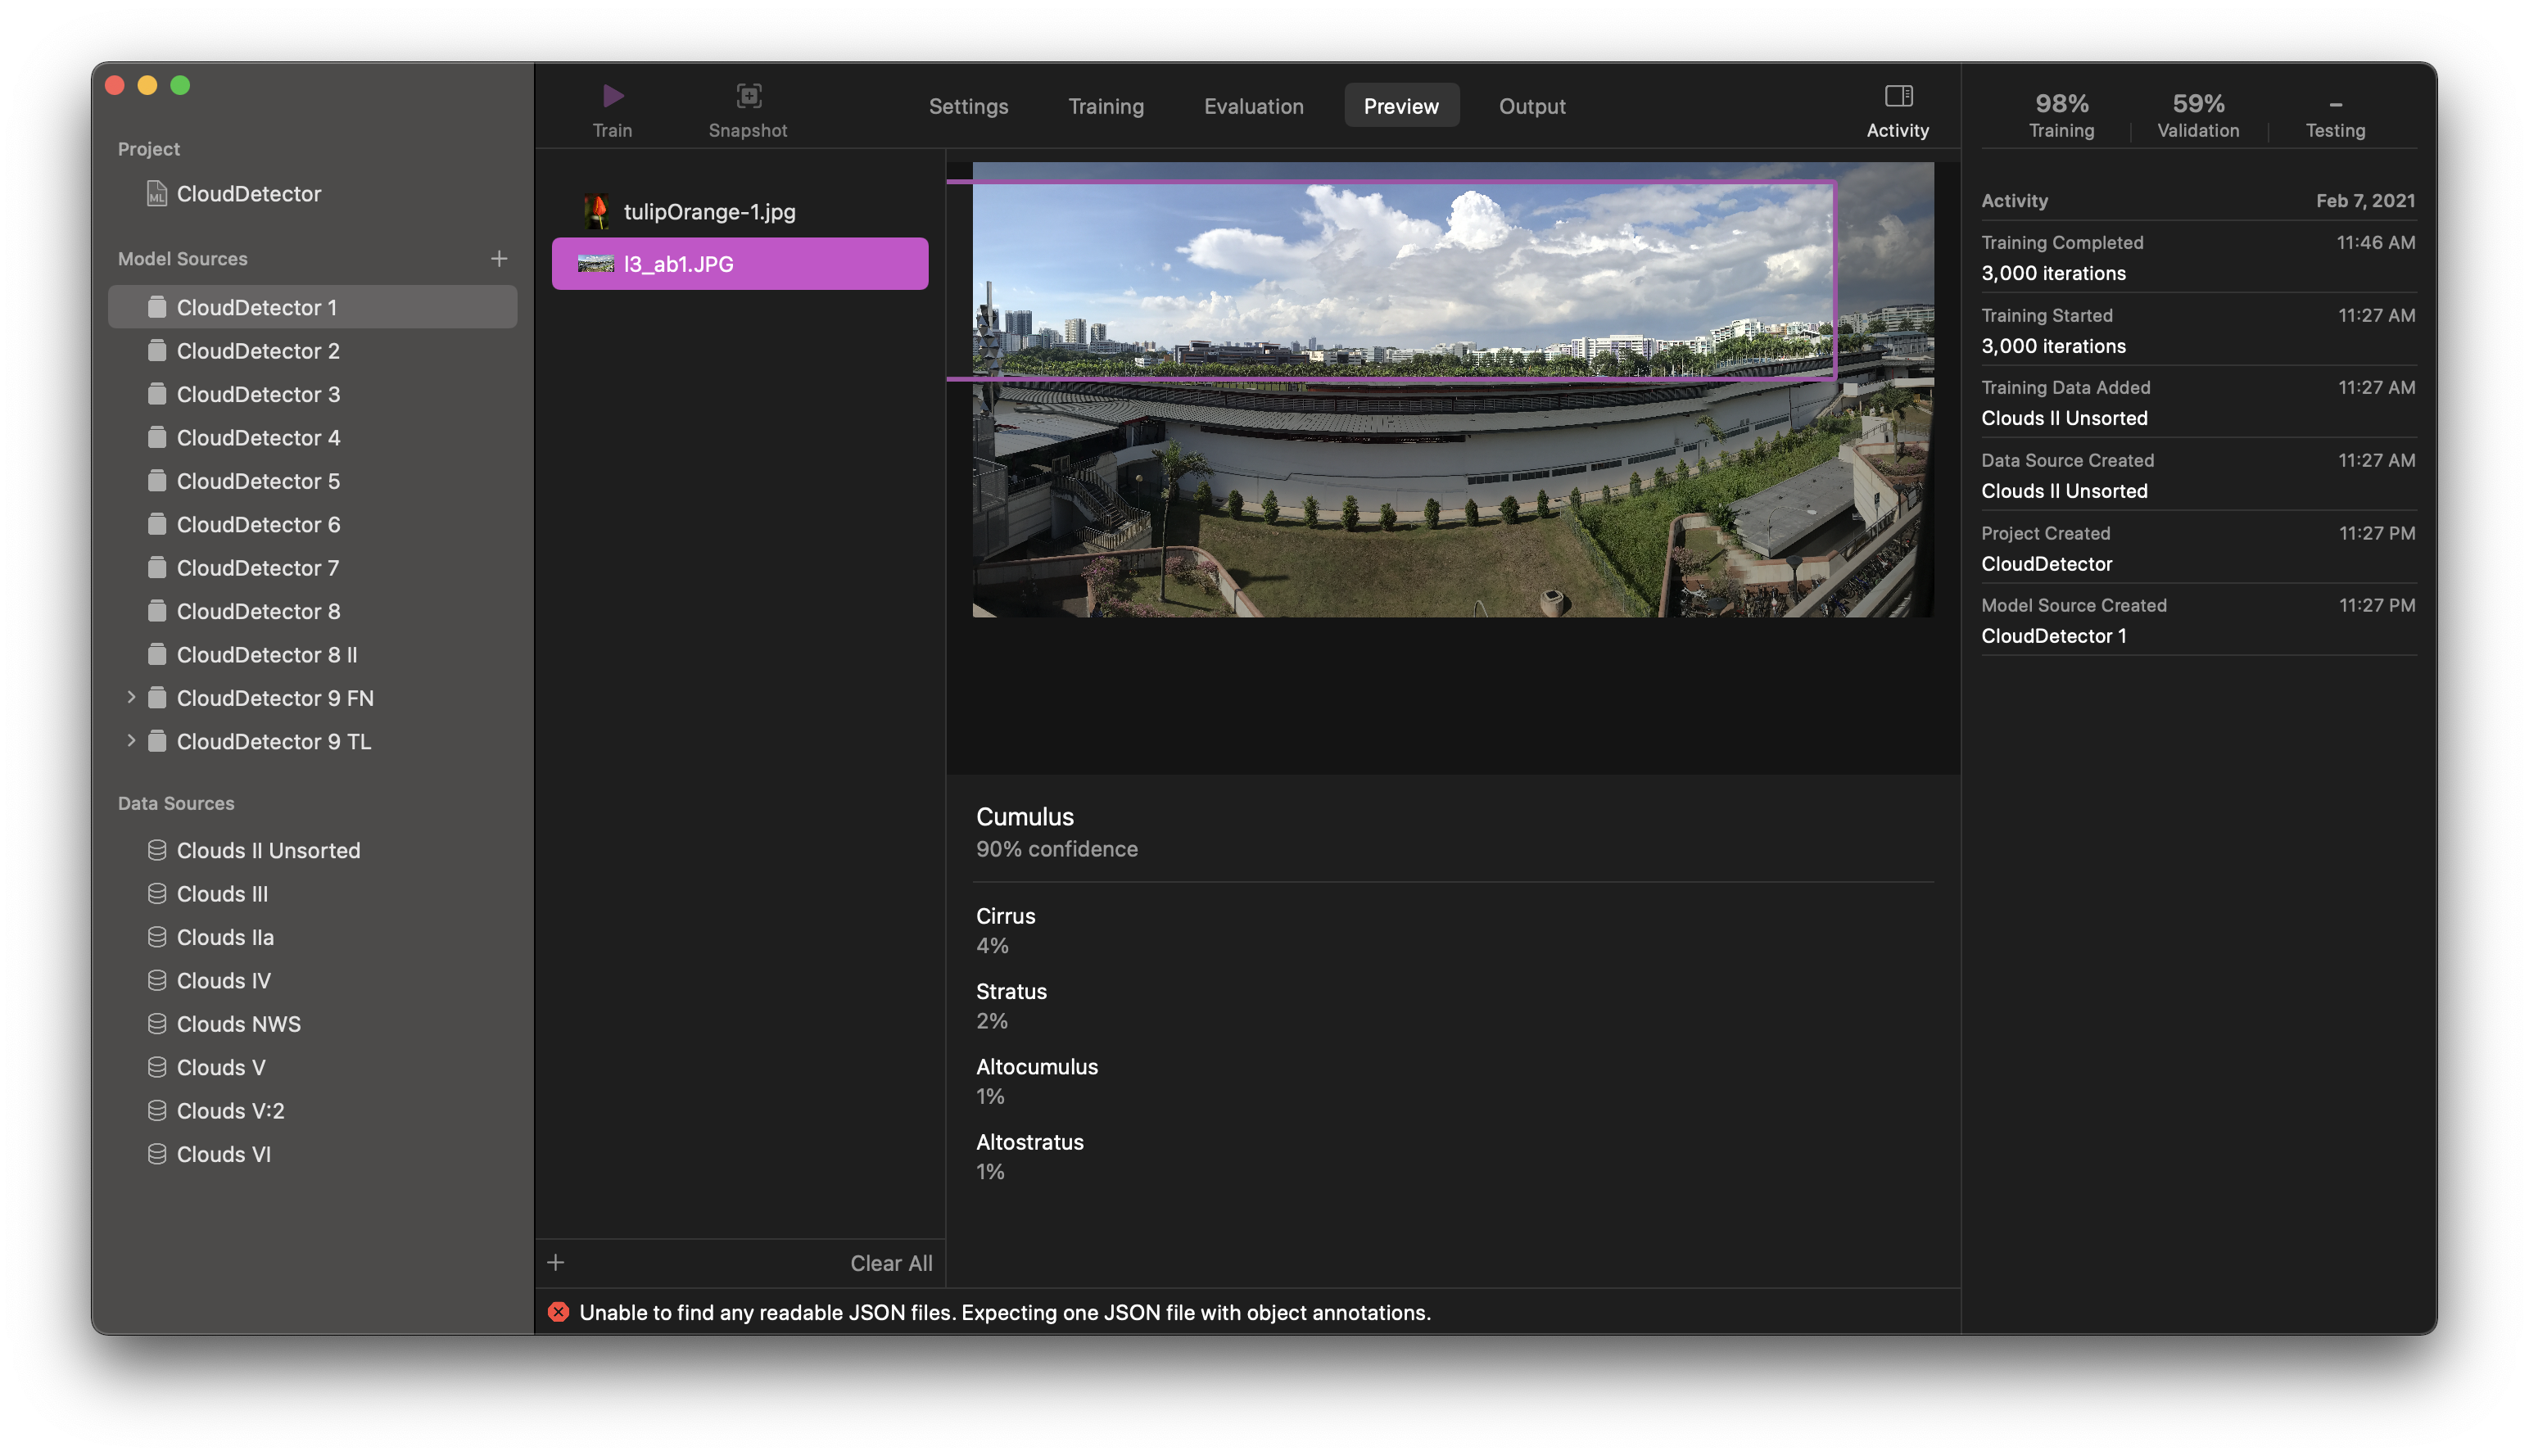 Project
CloudDetector
Model Sources
CloudDetector 1
CloudDetector 2
CloudDetector 3
CloudDetector 4
CloudDetector 5
CloudDetector 6
CloudDetector 7
CloudDetector 8
CloudDetector 8 II
CloudDetector 9 FN
CloudDetector 9 TL
Data Sources
Clouds II Unsorted
Clouds III
Clouds IIa
Clouds IV
Clouds NWS
Clouds V
Clouds V:2
Clouds VI
Train
Snapshot
Settings
Training
Evaluation
Preview
Output
Activity
tulipOrange-1.jpg
l3_ab1.JPG
Clear All
Cumulus
90% confidence
Cirrus
4%
Stratus
2%
Altocumulus
1%
Altostratus
1%
Unable to find any readable JSON files. Expecting one JSON file with object annotations.
98%
Training
59%
Validation
–
Testing
Activity Feb 7, 2021
Training Completed 11:46 AM
3,000 iterations
Training Started 11:27 AM
3,000 iterations
Training Data Added 11:27 AM
Clouds II Unsorted
Data Source Created 11:27 AM
Clouds II Unsorted
Project Created 11:27 PM
CloudDetector
Model Source Created 11:27 PM
CloudDetector 1